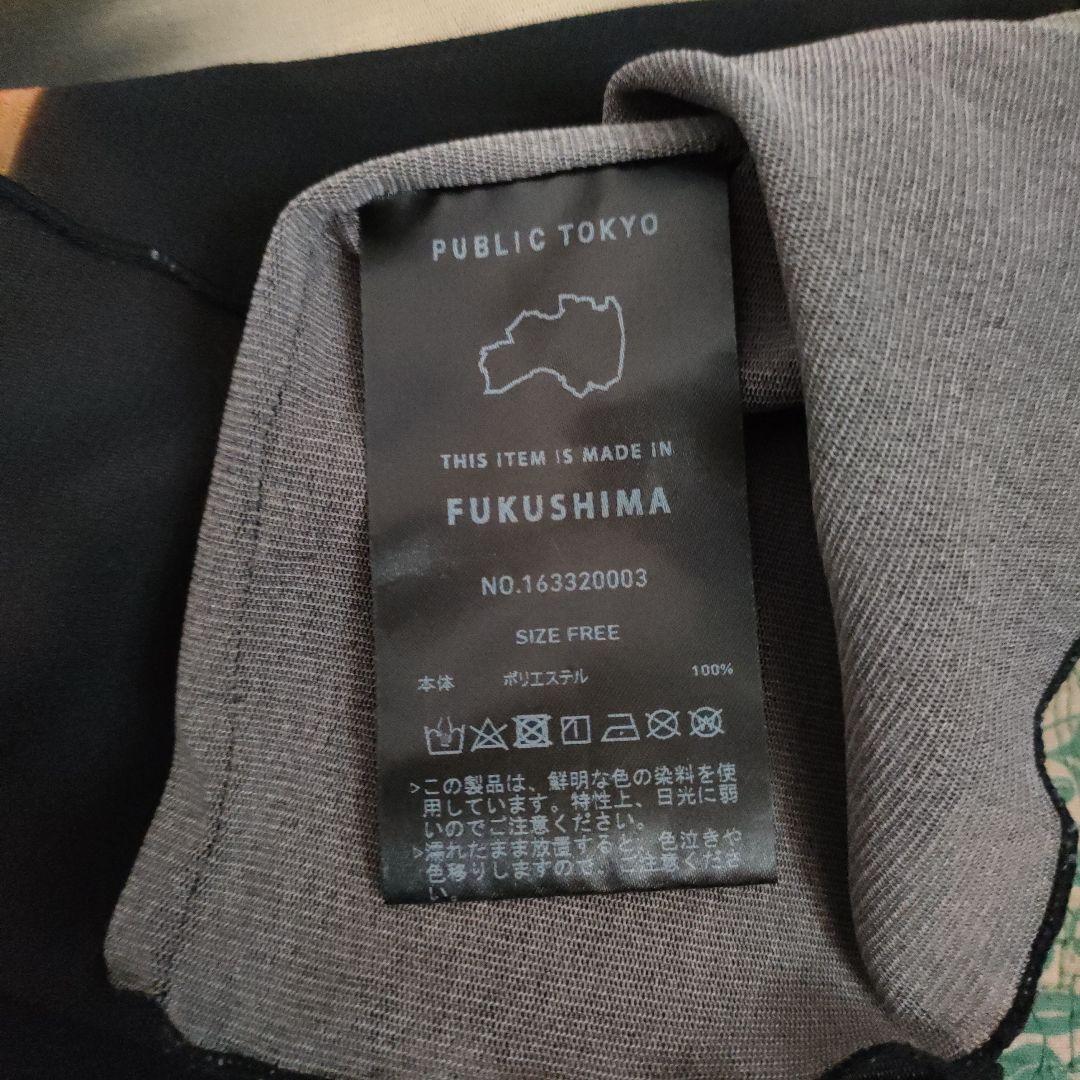 PUBLIC TOKYO
THIS ITEM IS MADE IN
FUKUSHIMA
NO.163320003
SIZE FREE
本体 ポリエステル 100%
>この製品は、鮮明な色の染料を使
用しています。特性上、日光に弱
いのでご注意ください。
>濡れたまま放置すると、色泣きや
色移りしますので、ご注意くださ
い。